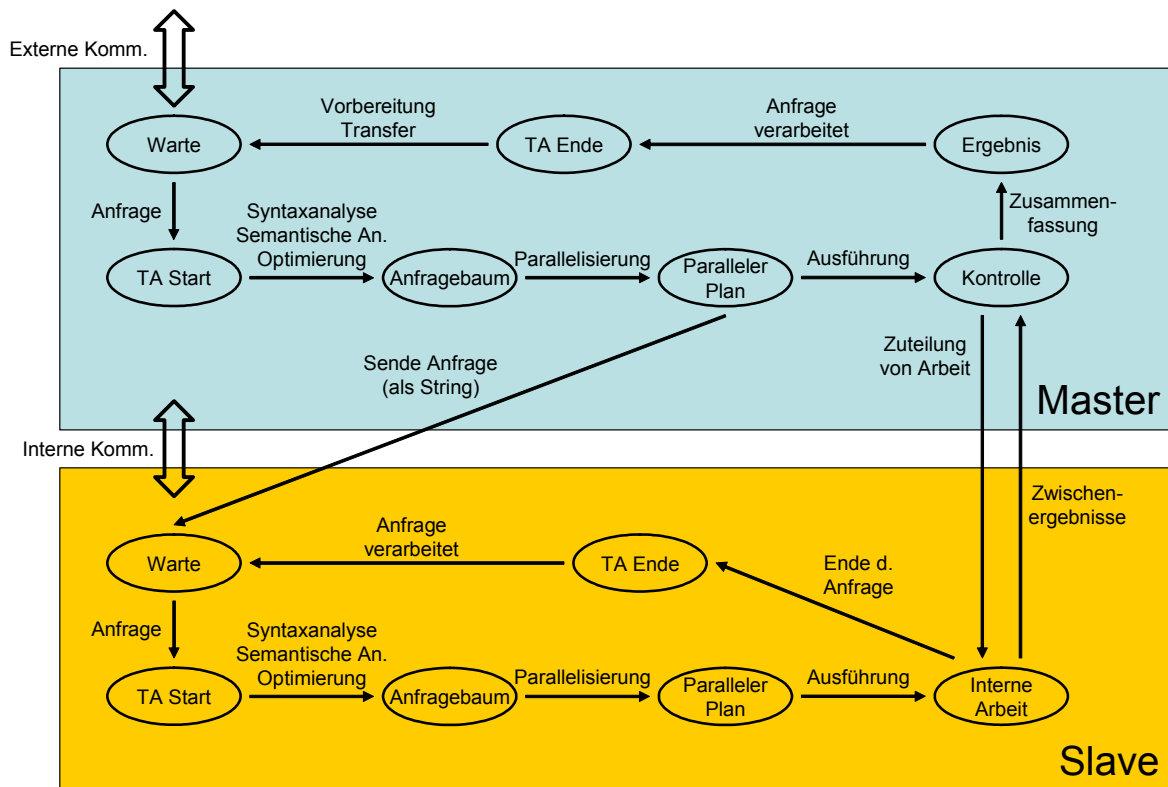 Externe Komm.
Vorbereitung
Transfer
Anfrage
verarbeitet
Warte
TA Ende
Ergebnis
Anfrage
Syntaxanalyse
Semantische An.
Optimierung
Parallelisierung
Ausführung
Zusammen-
fassung
TA Start
Anfragebaum
Paralleler
Plan
Kontrolle
Sende Anfrage
(als String)
Zuteilung
von Arbeit
Master
Interne Komm.
Zwischen-
ergebnisse
Anfrage
verarbeitet
Warte
TA Ende
Ende d.
Anfrage
Anfrage
Syntaxanalyse
Semantische An.
Optimierung
Parallelisierung
Ausführung
TA Start
Anfragebaum
Paralleler
Plan
Interne
Arbeit
Slave